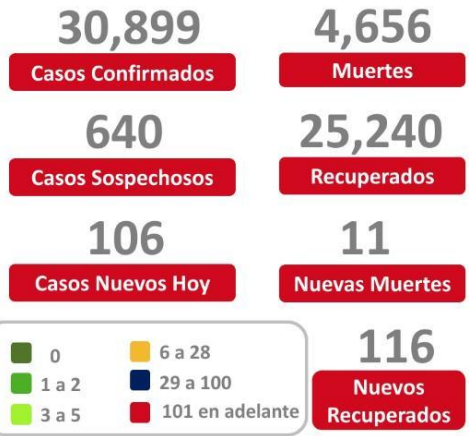 30,899
Casos Confirmados
4,656
Muertes
640
Casos Sospechosos
25,240
Recuperados
106
Casos Nuevos Hoy
11
Nuevas Muertes
0
1 a 2
3 a 5
6 a 28
29 a 100
101 en adelante
116
Nuevos
Recuperados